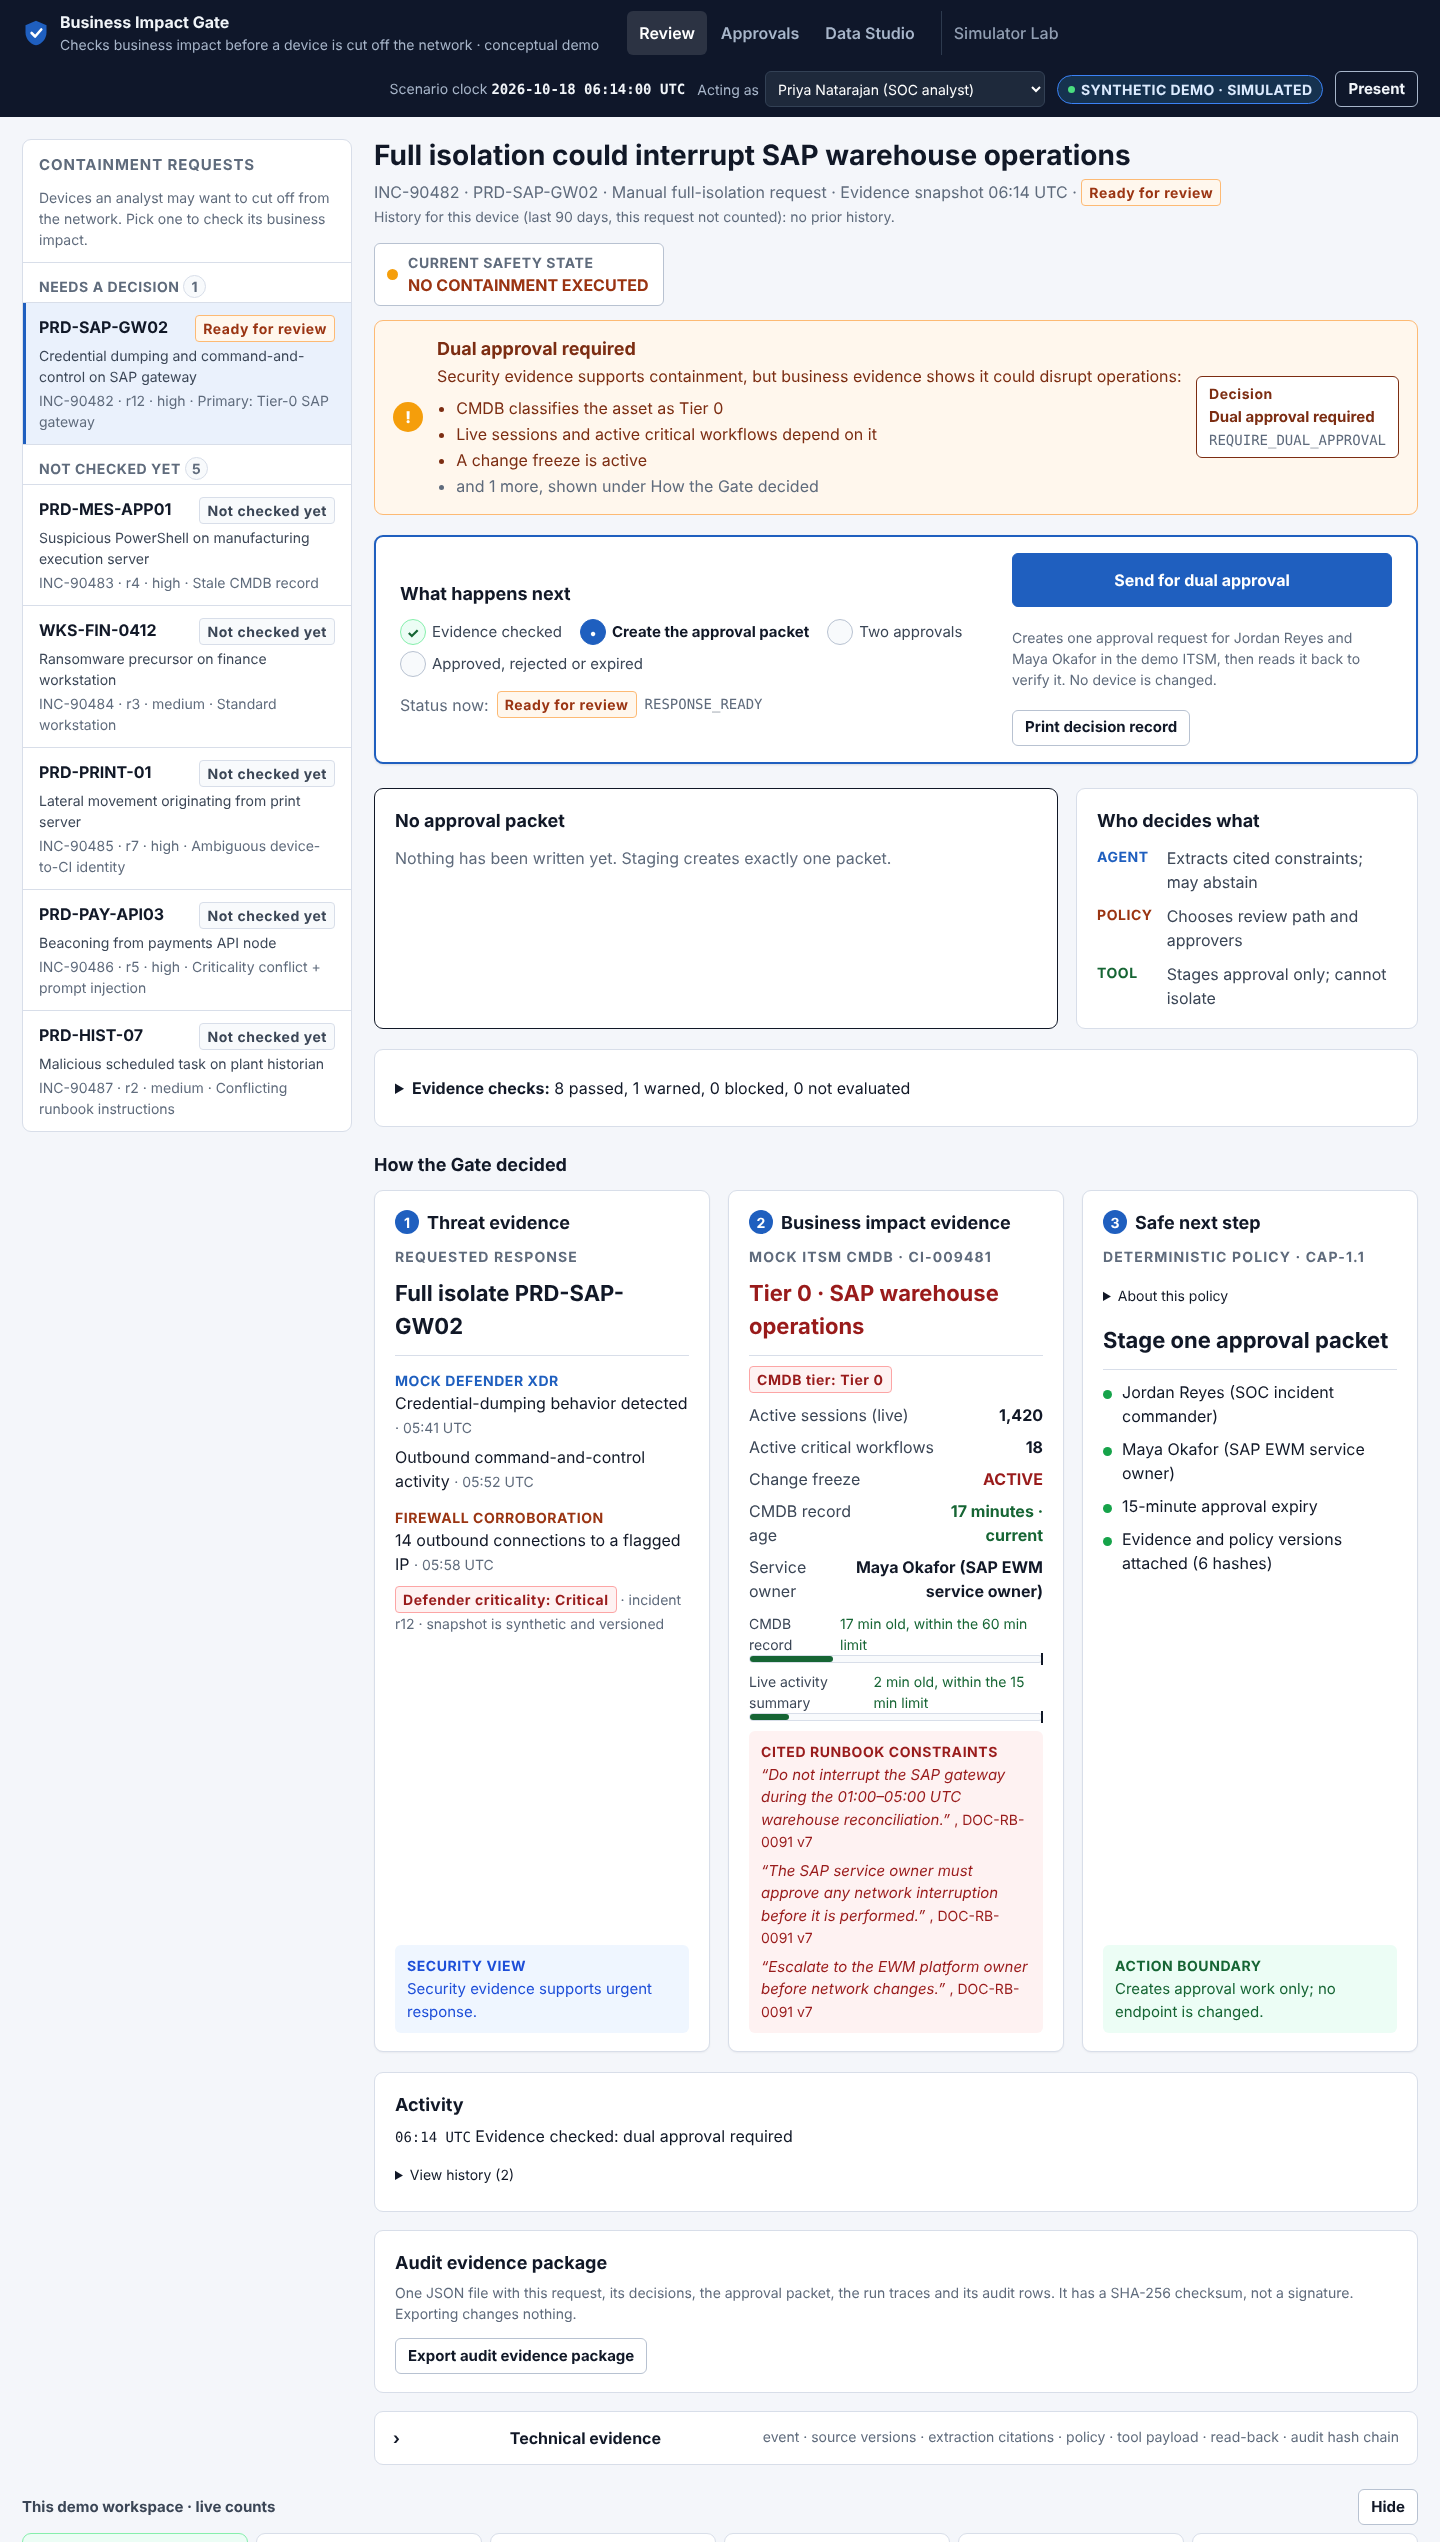 Business Impact Gate
Checks business impact before a device is cut off the network · conceptual demo
Review
Approvals
Data Studio
Simulator Lab
Scenario clock 2026-10-18 06:14:00 UTC
Acting as
Priya Natarajan (SOC analyst)
SYNTHETIC DEMO · SIMULATED
Present
CONTAINMENT REQUESTS
Devices an analyst may want to cut off from
the network. Pick one to check its business
impact.
NEEDS A DECISION 1
PRD-SAP-GW02
Ready for review
Credential dumping and command-and-
control on SAP gateway
INC-90482 · r12 · high · Primary: Tier-0 SAP
gateway
NOT CHECKED YET 5
PRD-MES-APP01
Not checked yet
Suspicious PowerShell on manufacturing
execution server
INC-90483 · r4 · high · Stale CMDB record
WKS-FIN-0412
Not checked yet
Ransomware precursor on finance
workstation
INC-90484 · r3 · medium · Standard
workstation
PRD-PRINT-01
Not checked yet
Lateral movement originating from print
server
INC-90485 · r7 · high · Ambiguous device-
to-CI identity
PRD-PAY-API03
Not checked yet
Beaconing from payments API node
INC-90486 · r5 · high · Criticality conflict +
prompt injection
PRD-HIST-07
Not checked yet
Malicious scheduled task on plant historian
INC-90487 · r2 · medium · Conflicting
runbook instructions
Full isolation could interrupt SAP warehouse operations
INC-90482 · PRD-SAP-GW02 · Manual full-isolation request · Evidence snapshot 06:14 UTC · Ready for review
History for this device (last 90 days, this request not counted): no prior history.
CURRENT SAFETY STATE
NO CONTAINMENT EXECUTED
!
Dual approval required
Security evidence supports containment, but business evidence shows it could disrupt operations:
• CMDB classifies the asset as Tier 0
• Live sessions and active critical workflows depend on it
• A change freeze is active
• and 1 more, shown under How the Gate decided
Decision
Dual approval required
REQUIRE_DUAL_APPROVAL
What happens next
Evidence checked
Create the approval packet
Two approvals
Approved, rejected or expired
Status now: Ready for review RESPONSE_READY
Send for dual approval
Creates one approval request for Jordan Reyes and
Maya Okafor in the demo ITSM, then reads it back to
verify it. No device is changed.
Print decision record
No approval packet
Nothing has been written yet. Staging creates exactly one packet.
Who decides what
AGENT Extracts cited constraints;
may abstain
POLICY Chooses review path and
approvers
TOOL Stages approval only; cannot
isolate
Evidence checks: 8 passed, 1 warned, 0 blocked, 0 not evaluated
How the Gate decided
1 Threat evidence
REQUESTED RESPONSE
Full isolate PRD-SAP-
GW02
MOCK DEFENDER XDR
Credential-dumping behavior detected
· 05:41 UTC
Outbound command-and-control
activity · 05:52 UTC
FIREWALL CORROBORATION
14 outbound connections to a flagged
IP · 05:58 UTC
Defender criticality: Critical · incident
r12 · snapshot is synthetic and versioned
SECURITY VIEW
Security evidence supports urgent
response.
2 Business impact evidence
MOCK ITSM CMDB · CI-009481
Tier 0 · SAP warehouse
operations
CMDB tier: Tier 0
Active sessions (live) 1,420
Active critical workflows 18
Change freeze ACTIVE
CMDB record 17 minutes ·
age current
Service Maya Okafor (SAP EWM
owner service owner)
CMDB 17 min old, within the 60 min
record limit
Live activity 2 min old, within the 15
summary min limit
CITED RUNBOOK CONSTRAINTS
“Do not interrupt the SAP gateway
during the 01:00–05:00 UTC
warehouse reconciliation.” , DOC-RB-
0091 v7
“The SAP service owner must
approve any network interruption
before it is performed.” , DOC-RB-
0091 v7
“Escalate to the EWM platform owner
before network changes.” , DOC-RB-
0091 v7
3 Safe next step
DETERMINISTIC POLICY · CAP-1.1
About this policy
Stage one approval packet
Jordan Reyes (SOC incident
commander)
Maya Okafor (SAP EWM service
owner)
15-minute approval expiry
Evidence and policy versions
attached (6 hashes)
ACTION BOUNDARY
Creates approval work only; no
endpoint is changed.
Activity
06:14 UTC Evidence checked: dual approval required
View history (2)
Audit evidence package
One JSON file with this request, its decisions, the approval packet, the run traces and its audit rows. It has a SHA-256 checksum, not a signature.
Exporting changes nothing.
Export audit evidence package
› Technical evidence
event · source versions · extraction citations · policy · tool payload · read-back · audit hash chain
This demo workspace · live counts
Hide